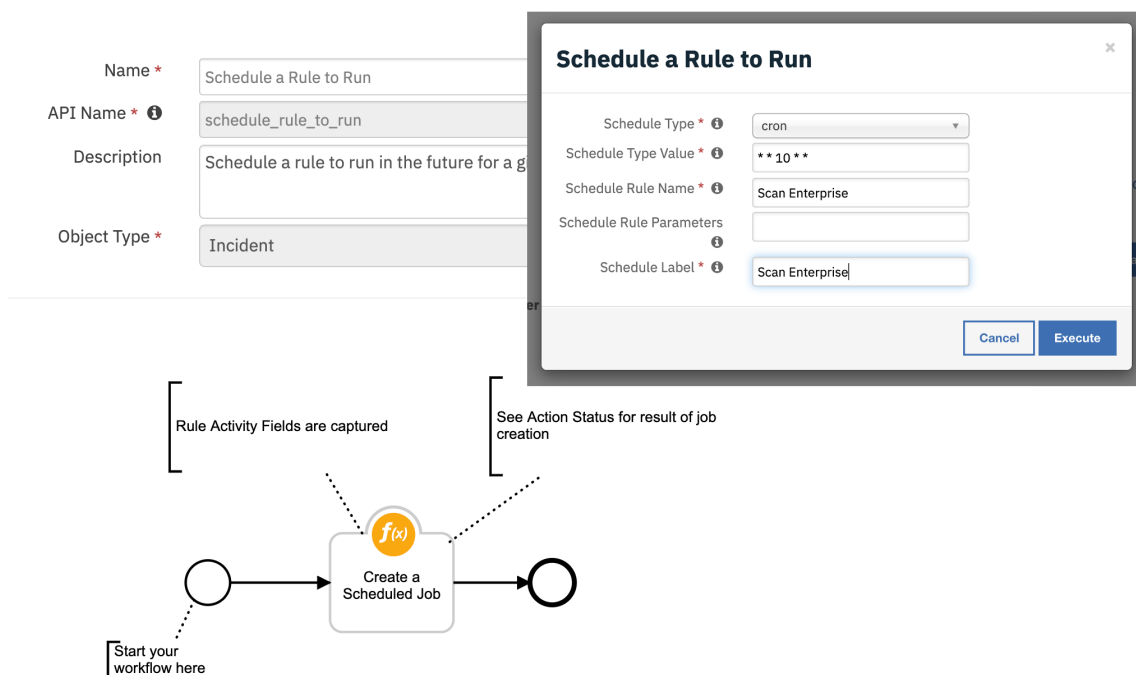 Name *
Schedule a Rule to Run
API Name *
schedule_rule_to_run
Description
Schedule a rule to run in the future for a g
Object Type *
Incident
er
Schedule a Rule to Run
×
Schedule Type *
cron
Schedule Type Value *
* * 10 * *
Schedule Rule Name *
Scan Enterprise
Schedule Rule Parameters
Schedule Label *
Scan Enterprise
Cancel
Execute
Rule Activity Fields are captured
See Action Status for result of job
creation
f(x)
Create a
Scheduled Job
Start your
workflow here